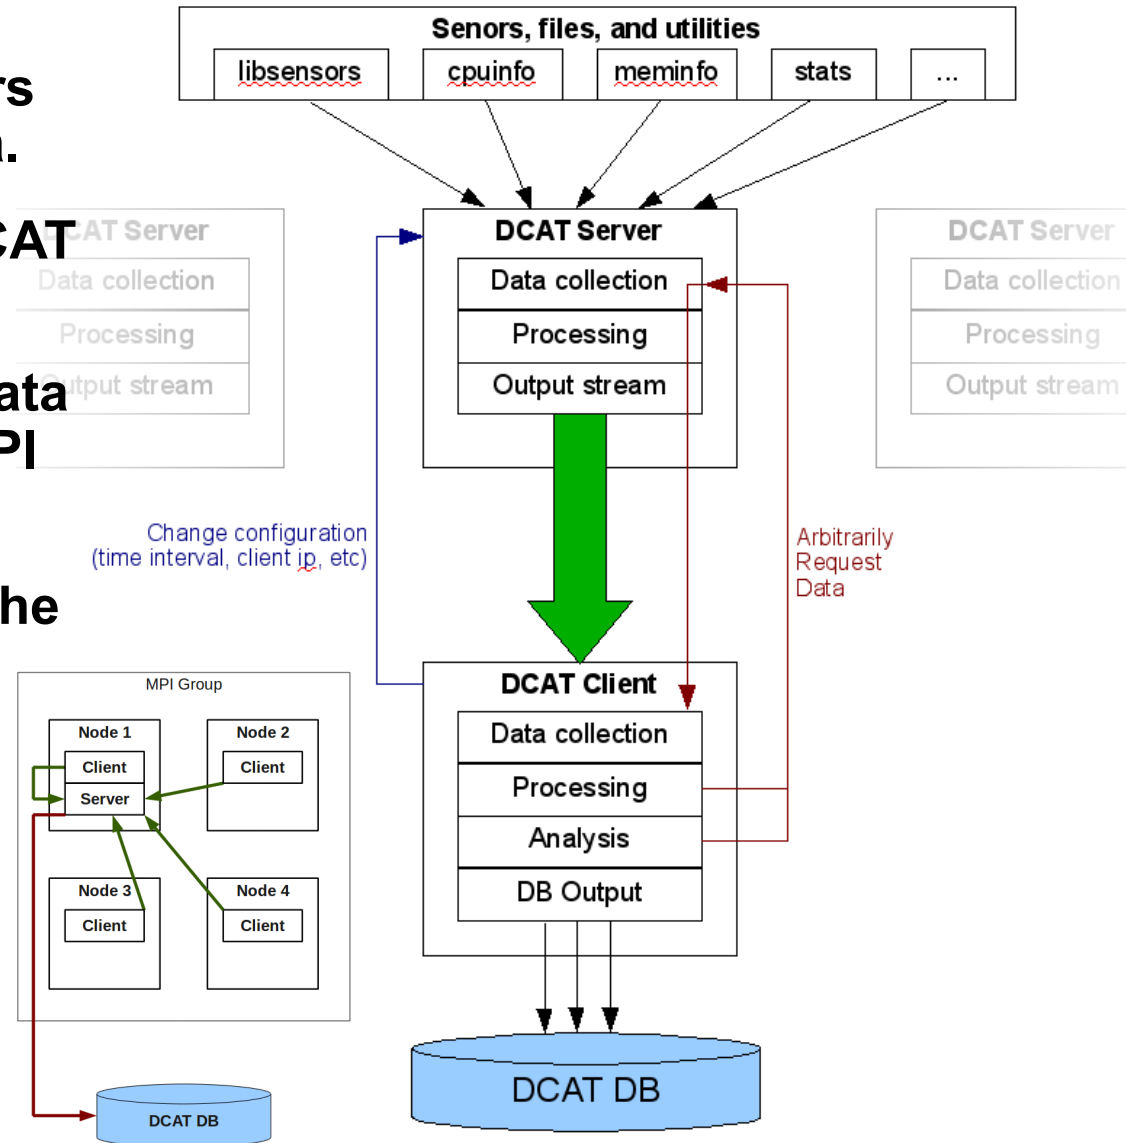 Senors, files, and utilities
libsensors
cpuinfo
meminfo
stats
...
rs
.
CAT
ata
PI
he
DCAT Server
Data collection
Processing
Output stream
DCAT Server
Data collection
Processing
Output stream
DCAT Server
Data collection
Processing
Output stream
Change configuration
(time interval, client ip, etc)
Arbitrarily
Request
Data
DCAT Client
Data collection
Processing
Analysis
DB Output
DCAT DB
MPI Group
Node 1
Client
Server
Node 2
Client
Node 3
Client
Node 4
Client
DCAT DB